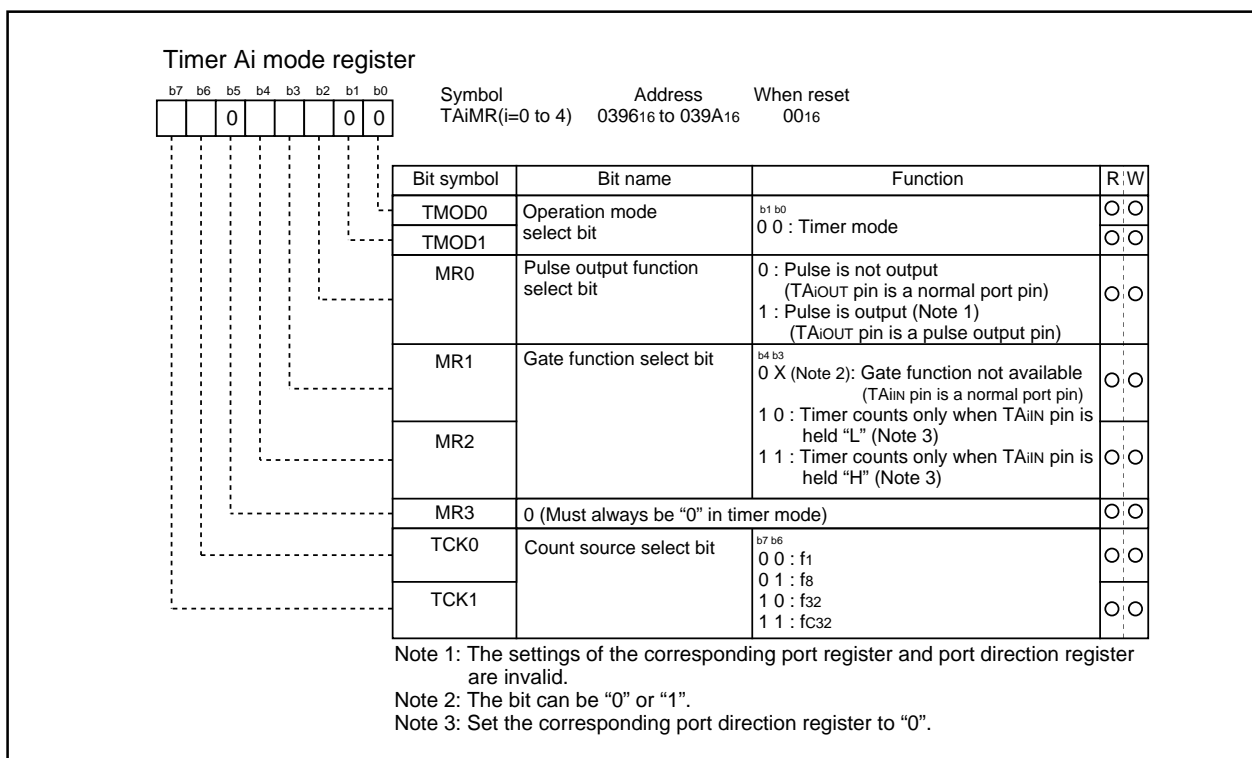 Timer Ai mode register
b7 b6 b5 b4 b3 b2 b1 b0
0 0 0
Symbol Address When reset
TAiMR(i=0 to 4) 039616 to 039A16 0016
Bit symbol Bit name Function R W
TMOD0 Operation mode select bit b1 b0
0 0 : Timer mode
TMOD1
MR0 Pulse output function select bit 0 : Pulse is not output
(TAiOUT pin is a normal port pin)
1 : Pulse is output (Note 1)
(TAiOUT pin is a pulse output pin)
MR1 Gate function select bit b4 b3
0 X (Note 2): Gate function not available
(TAiIN pin is a normal port pin)
1 0 : Timer counts only when TAiIN pin is
held “L” (Note 3)
MR2
1 1 : Timer counts only when TAiIN pin is
held “H” (Note 3)
MR3 0 (Must always be “0” in timer mode)
TCK0 Count source select bit b7 b6
0 0 : f1
0 1 : f8
TCK1
1 0 : f32
1 1 : fC32
Note 1: The settings of the corresponding port register and port direction register
are invalid.
Note 2: The bit can be “0” or “1”.
Note 3: Set the corresponding port direction register to “0”.